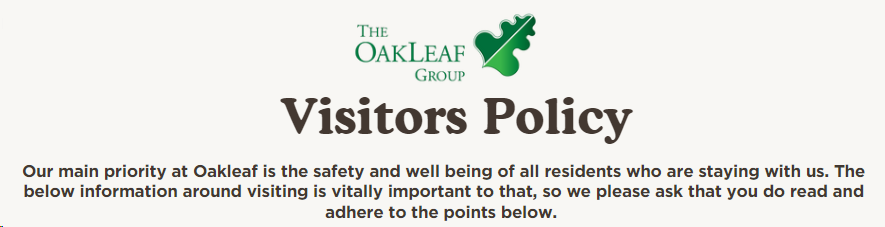 The
OakLeaf
Group
Visitors Policy
Our main priority at Oakleaf is the safety and well being of all residents who are staying with us. The
below information around visiting is vitally important to that, so we please ask that you do read and
adhere to the points below.